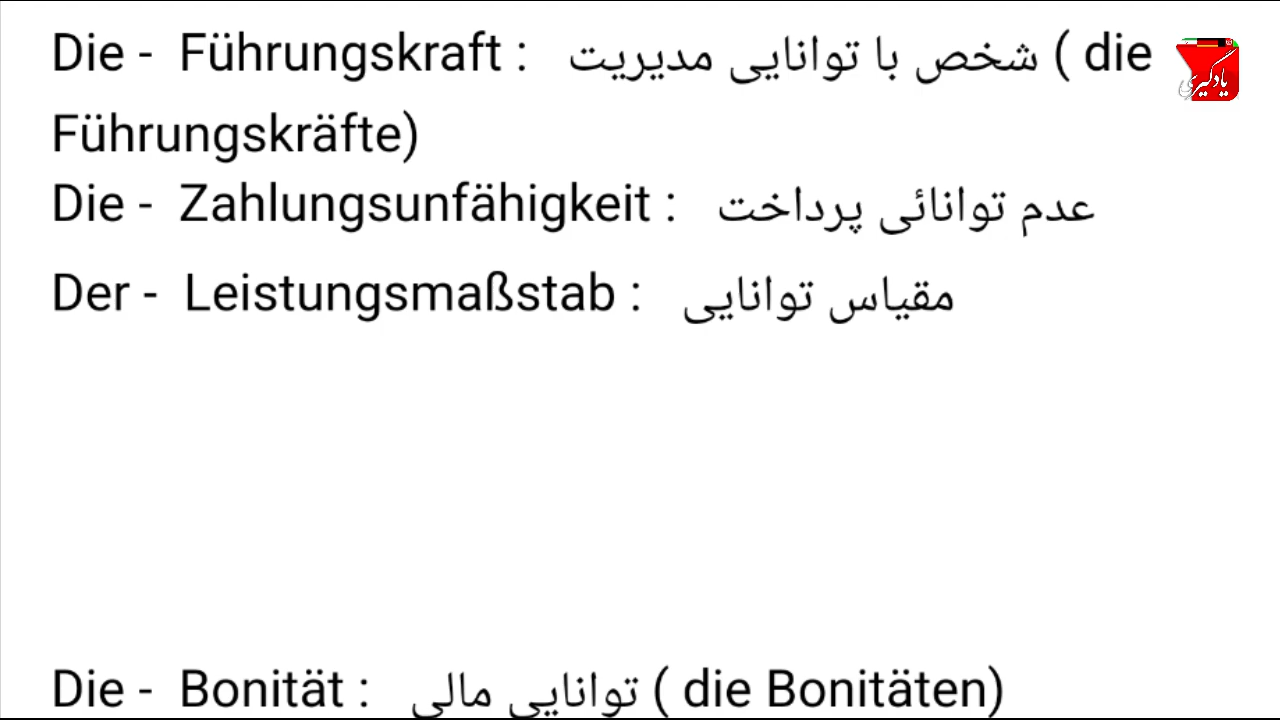 Die - Führungskraft : شخص با توانایی مدیریت ( die
Führungskräfte)
Die - Zahlungsunfähigkeit : عدم توانائی پرداخت
Der - Leistungsmaßstab : مقیاس توانایی
Die - Bonität : توانایی مالی ( die Bonitäten)
یادگیری